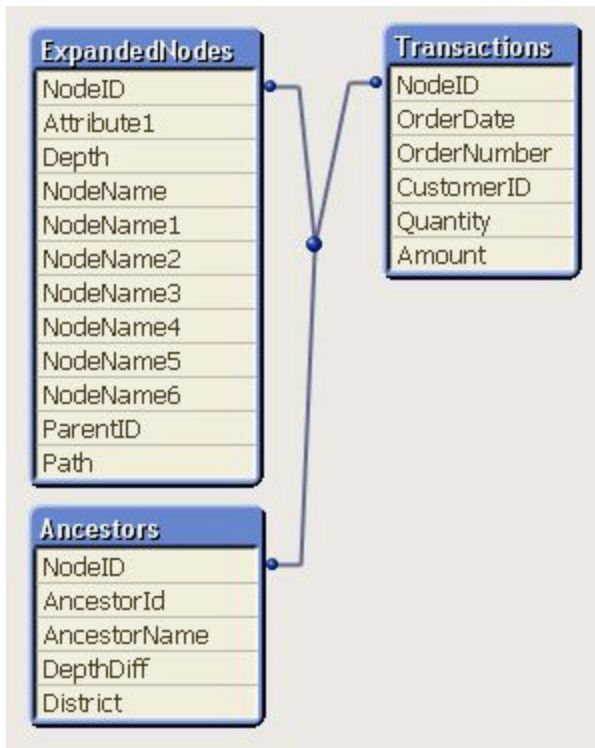 ExpandedNodes
NodeID
Attribute1
Depth
NodeName
NodeName1
NodeName2
NodeName3
NodeName4
NodeName5
NodeName6
ParentID
Path
Transactions
NodeID
OrderDate
OrderNumber
CustomerID
Quantity
Amount
Ancestors
NodeID
AncestorId
AncestorName
DepthDiff
District